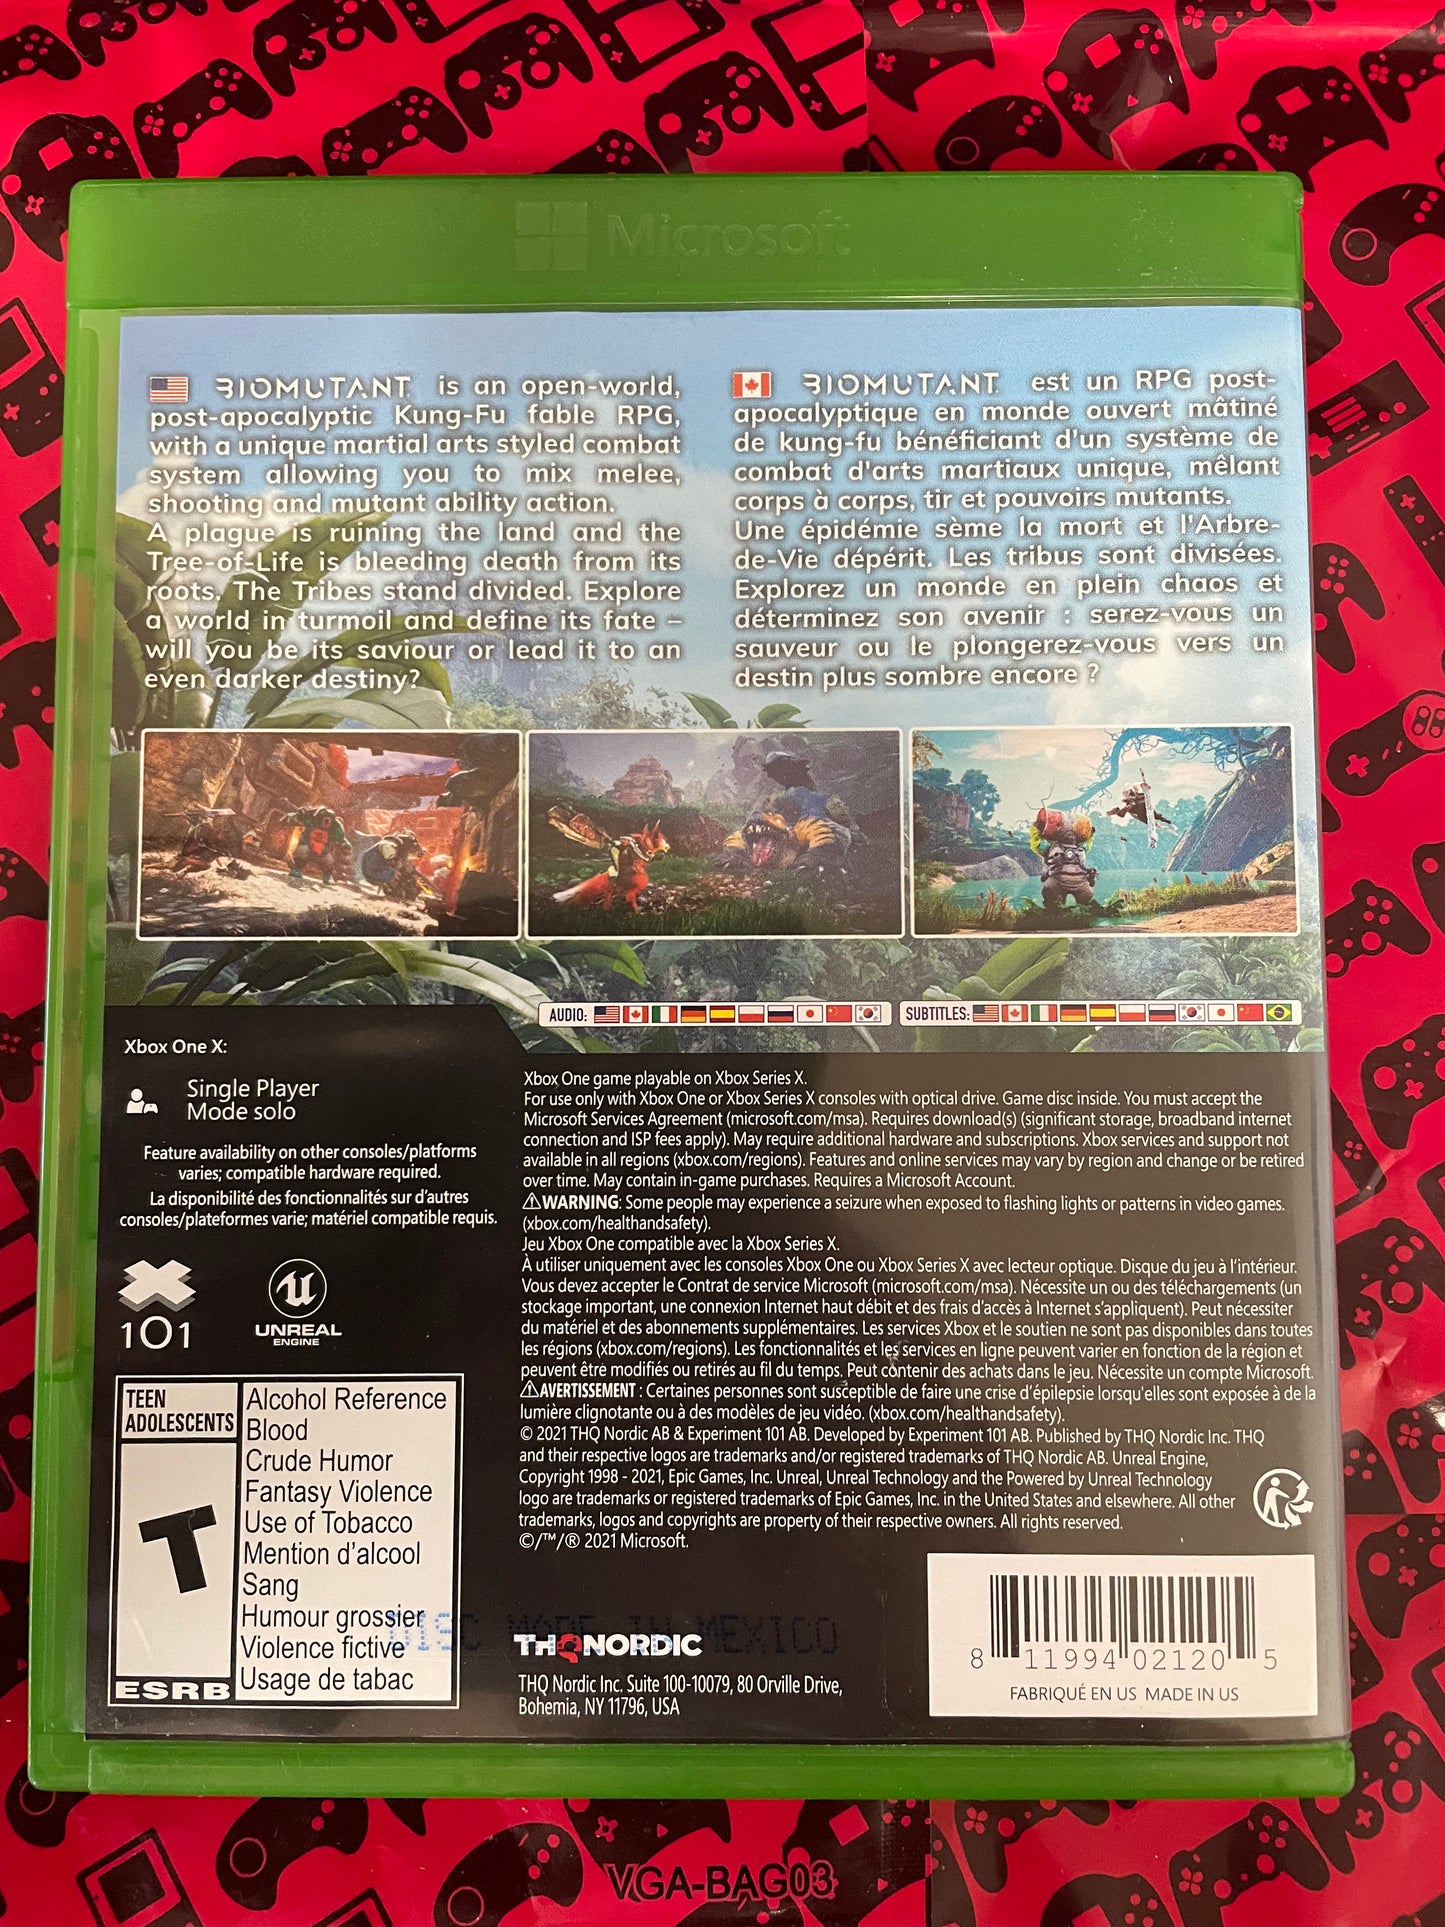 Microsoft
BIOMUTANT is an open-world,
post-apocalyptic Kung-Fu fable RPG,
with a unique martial arts styled combat
system allowing you to mix melee,
shooting and mutant ability action.
A plague is ruining the land and the
Tree-of-Life is bleeding death from its
roots. The Tribes stand divided. Explore
a world in turmoil and define its fate –
will you be its saviour or lead it to an
even darker destiny?
BIOMUTANT est un RPG post-
apocalyptique en monde ouvert mâtiné
de kung-fu bénéficiant d'un système de
combat d'arts martiaux unique, mêlant
corps à corps, tir et pouvoirs mutants.
Une épidémie sème la mort et l'Arbre-
de-Vie dépérit. Les tribus sont divisées.
Explorez un monde en plein chaos et
déterminez son avenir : serez-vous un
sauveur ou le plongerez-vous vers un
destin plus sombre encore ?
AUDIO:
SUBTITLES:
Xbox One X:
Single Player
Mode solo
Feature availability on other consoles/platforms
varies; compatible hardware required.
La disponibilité des fonctionnalités sur d'autres
consoles/plateformes varie; matériel compatible requis.
101
UNREAL
ENGINE
Xbox One game playable on Xbox Series X.
For use only with Xbox One or Xbox Series X consoles with optical drive. Game disc inside. You must accept the
Microsoft Services Agreement (microsoft.com/msa). Requires download(s) (significant storage, broadband internet
connection and ISP fees apply). May require additional hardware and subscriptions. Xbox services and support not
available in all regions (xbox.com/regions). Features and online services may vary by region and change or be retired
over time. May contain in-game purchases. Requires a Microsoft Account.
⚠WARNING: Some people may experience a seizure when exposed to flashing lights or patterns in video games.
(xbox.com/healthandsafety).
Jeu Xbox One compatible avec la Xbox Series X.
À utiliser uniquement avec les consoles Xbox One ou Xbox Series X avec lecteur optique. Disque du jeu à l'intérieur.
Vous devez accepter le Contrat de service Microsoft (microsoft.com/msa). Nécessite un ou des téléchargements (un
stockage important, une connexion Internet haut débit et des frais d'accès à Internet s'appliquent). Peut nécessiter
du matériel et des abonnements supplémentaires. Les services Xbox et le soutien ne sont pas disponibles dans toutes
les régions (xbox.com/regions). Les fonctionnalités et les services en ligne peuvent varier en fonction de la région et
peuvent être modifiés ou retirés au fil du temps. Peut contenir des achats dans le jeu. Nécessite un compte Microsoft.
⚠AVERTISSEMENT : Certaines personnes sont susceptible de faire une crise d'épilepsie lorsqu'elles sont exposée à de la
lumière clignotante ou à des modèles de jeu vidéo. (xbox.com/healthandsafety).
© 2021 THQ Nordic AB & Experiment 101 AB. Developed by Experiment 101 AB. Published by THQ Nordic Inc. THQ
and their respective logos are trademarks and/or registered trademarks of THQ Nordic AB. Unreal Engine,
Copyright 1998 - 2021, Epic Games, Inc. Unreal, Unreal Technology and the Powered by Unreal Technology
logo are trademarks or registered trademarks of Epic Games, Inc. in the United States and elsewhere. All other
trademarks, logos and copyrights are property of their respective owners. All rights reserved.
©/™/® 2021 Microsoft.
TEEN
ADOLESCENTS
T
ESRB
Alcohol Reference
Blood
Crude Humor
Fantasy Violence
Use of Tobacco
Mention d'alcool
Sang
Humour grossier
Violence fictive
Usage de tabac
DISC MADE IN MEXICO
THQNORDIC
THQ Nordic Inc. Suite 100-10079, 80 Orville Drive,
Bohemia, NY 11796, USA
8 11994 02120 5
FABRIQUÉ EN US MADE IN US
VGA-BAG03